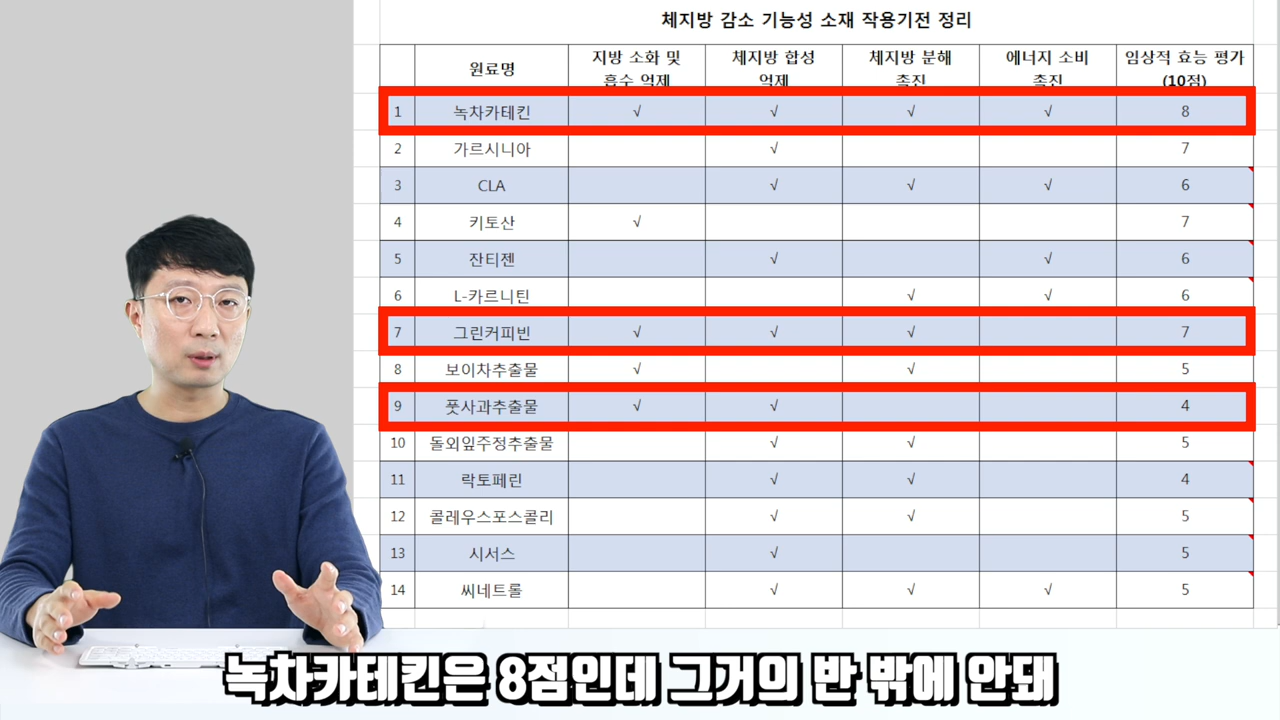 체지방 감소 기능성 소재 작용기전 정리
원료명 지방 소화 및 흡수 억제 체지방 합성 억제 체지방 분해 촉진 에너지 소비 촉진 임상적 효능 평가 (10점)
1 녹차카테킨 √ √ √ √ 8
2 가르시니아 √ 7
3 CLA √ √ √ 6
4 키토산 √ 7
5 잔티젠 √ √ 6
6 L-카르니틴 √ √ 6
7 그린커피빈 √ √ √ 7
8 보이차추출물 √ √ 5
9 풋사과추출물 √ √ 4
10 돌외잎주정추출물 √ √ 5
11 락토페린 √ √ 4
12 콜레우스포스콜리 √ √ 5
13 시서스 √ 5
14 씨네트롤 √ √ √ 5
녹차카테킨은 8점인데 그거의 반 밖에 안돼